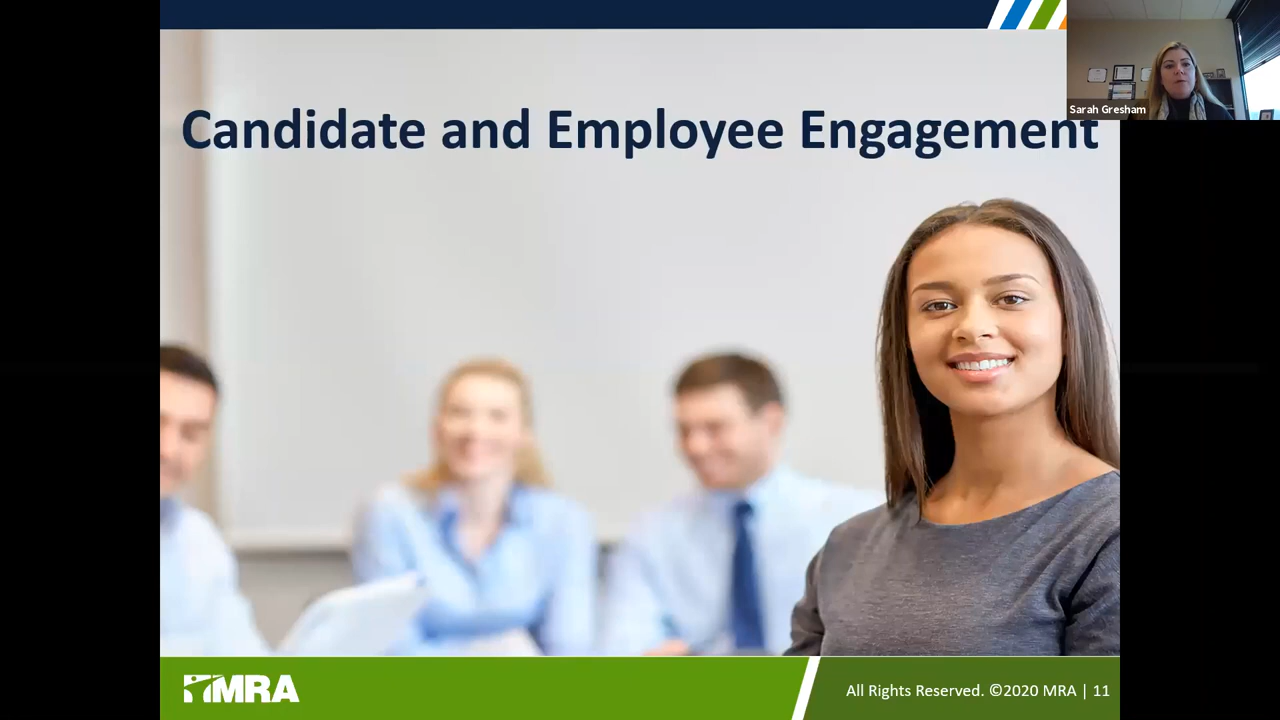 Sarah Gresham
Candidate and Employee Engagement
MRA
All Rights Reserved. ©2020 MRA | 11